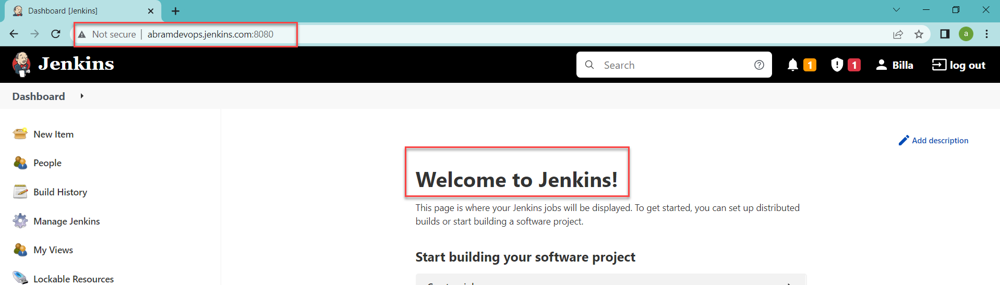 Dashboard [Jenkins]
Not secure | abramdevops.jenkins.com:8080
a
Jenkins
Search
1
1
Billa
log out
Dashboard
New Item
People
Build History
Manage Jenkins
My Views
Lockable Resources
Add description
Welcome to Jenkins!
This page is where your Jenkins jobs will be displayed. To get started, you can set up distributed
builds or start building a software project.
Start building your software project